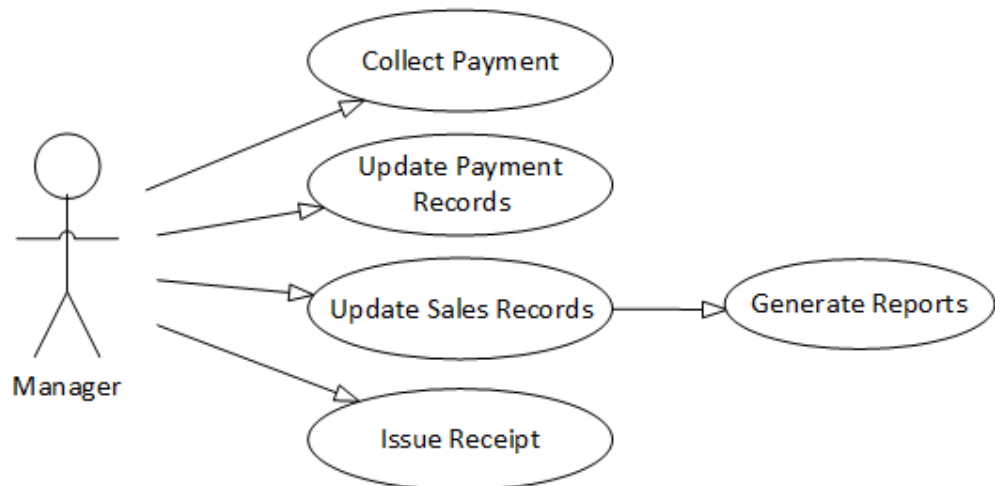 Collect Payment
Update Payment
Records
Update Sales Records
Generate Reports
Manager
Issue Receipt